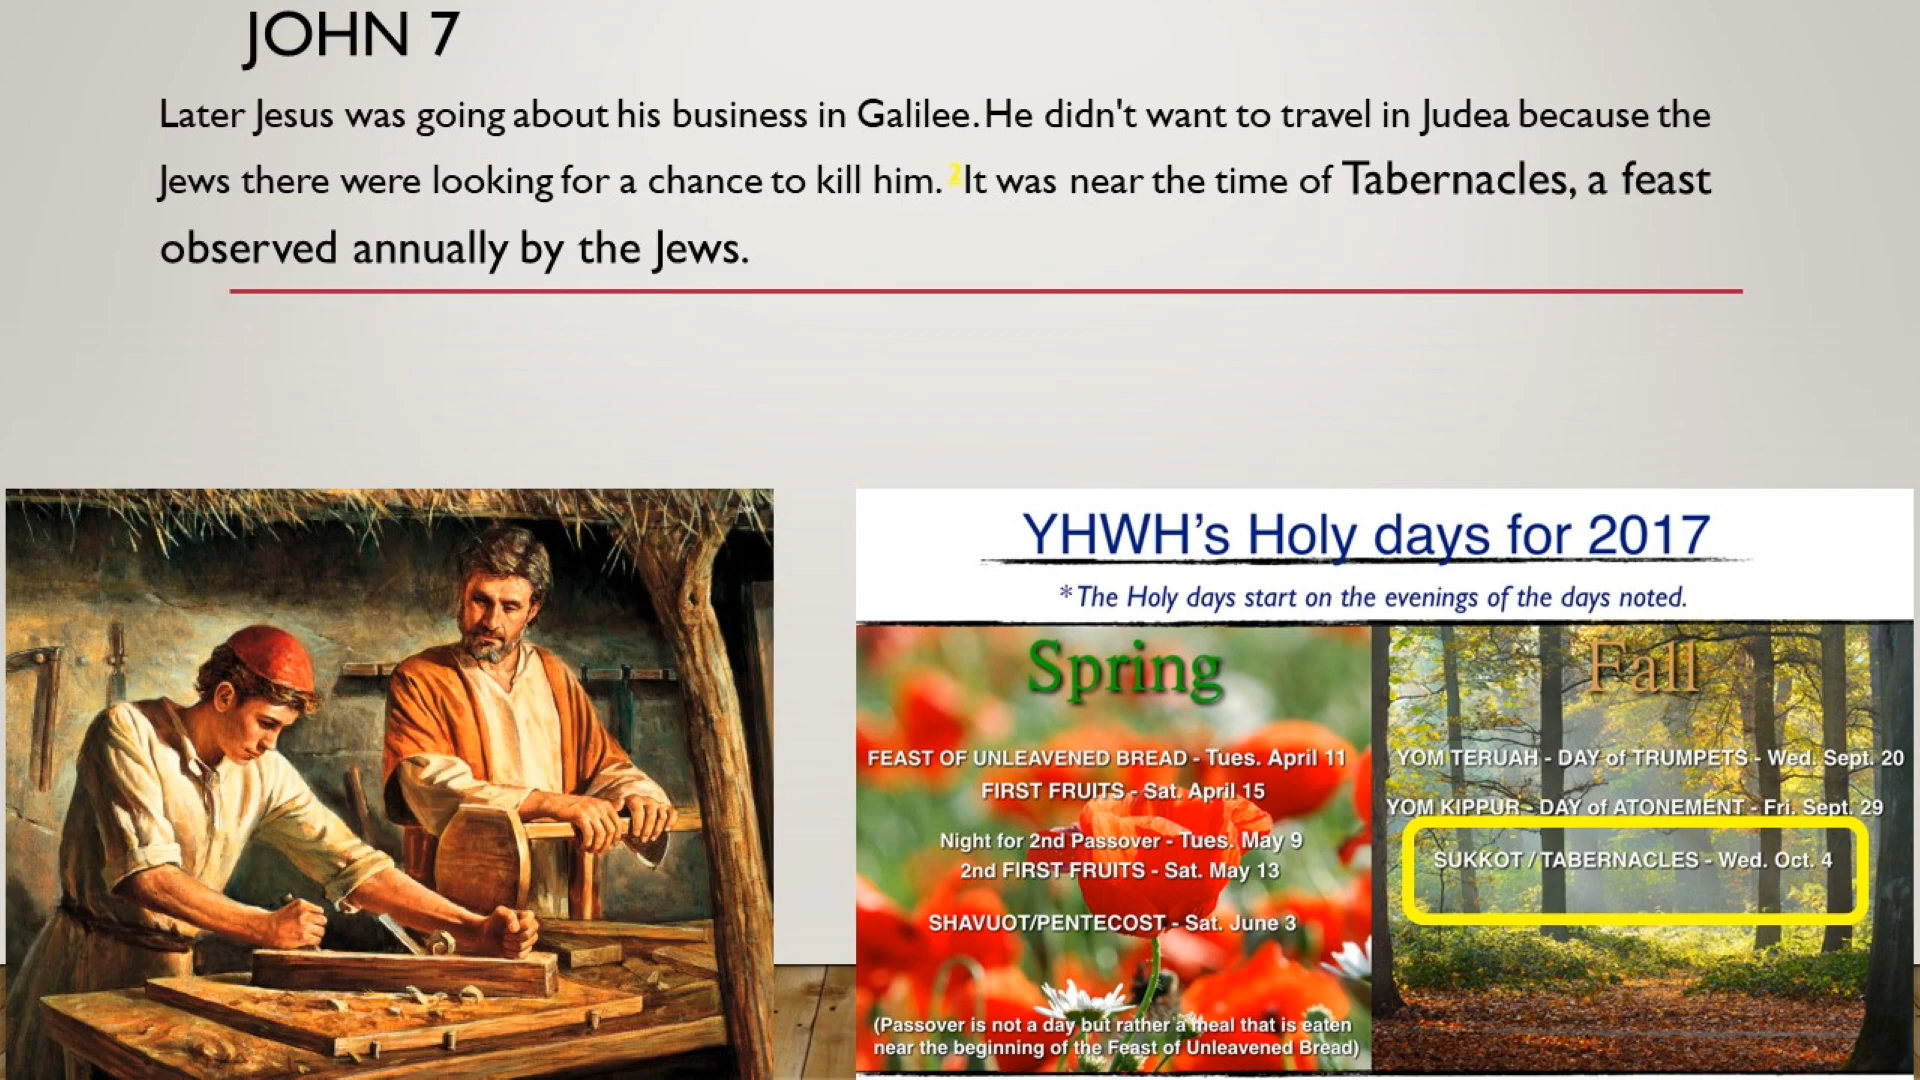 JOHN 7
Later Jesus was going about his business in Galilee. He didn't want to travel in Judea because the
Jews there were looking for a chance to kill him. 2It was near the time of Tabernacles, a feast
observed annually by the Jews.
YHWH's Holy days for 2017
*The Holy days start on the evenings of the days noted.
Spring
FEAST OF UNLEAVENED BREAD - Tues. April 11
FIRST FRUITS - Sat. April 15
Night for 2nd Passover - Tues. May 9
2nd FIRST FRUITS - Sat. May 13
SHAVUOT/PENTECOST - Sat. June 3
(Passover is not a day but rather a meal that is eaten
near the beginning of the Feast of Unleavened Bread)
Fall
YOM TERUAH - DAY of TRUMPETS - Wed. Sept. 20
YOM KIPPUR - DAY of ATONEMENT - Fri. Sept. 29
SUKKOT / TABERNACLES - Wed. Oct. 4